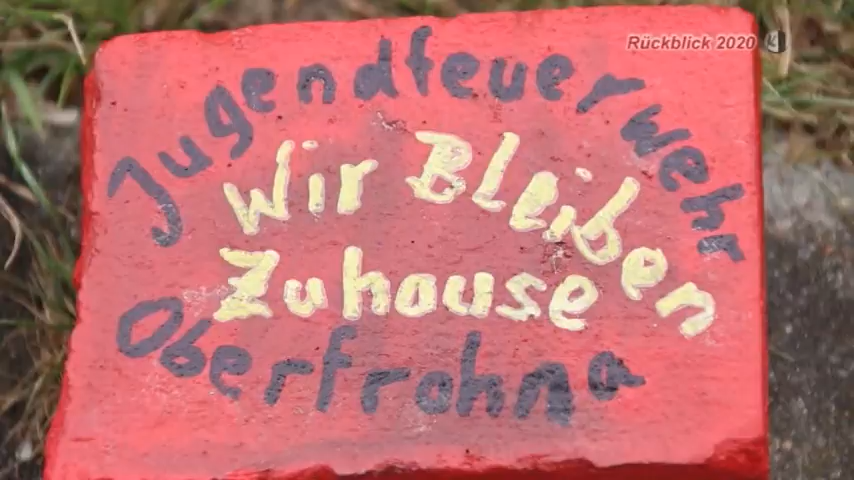 Rückblick 2020
Jugendfeuerwehr
Wir Bleiben
Zuhause
Oberfrohna